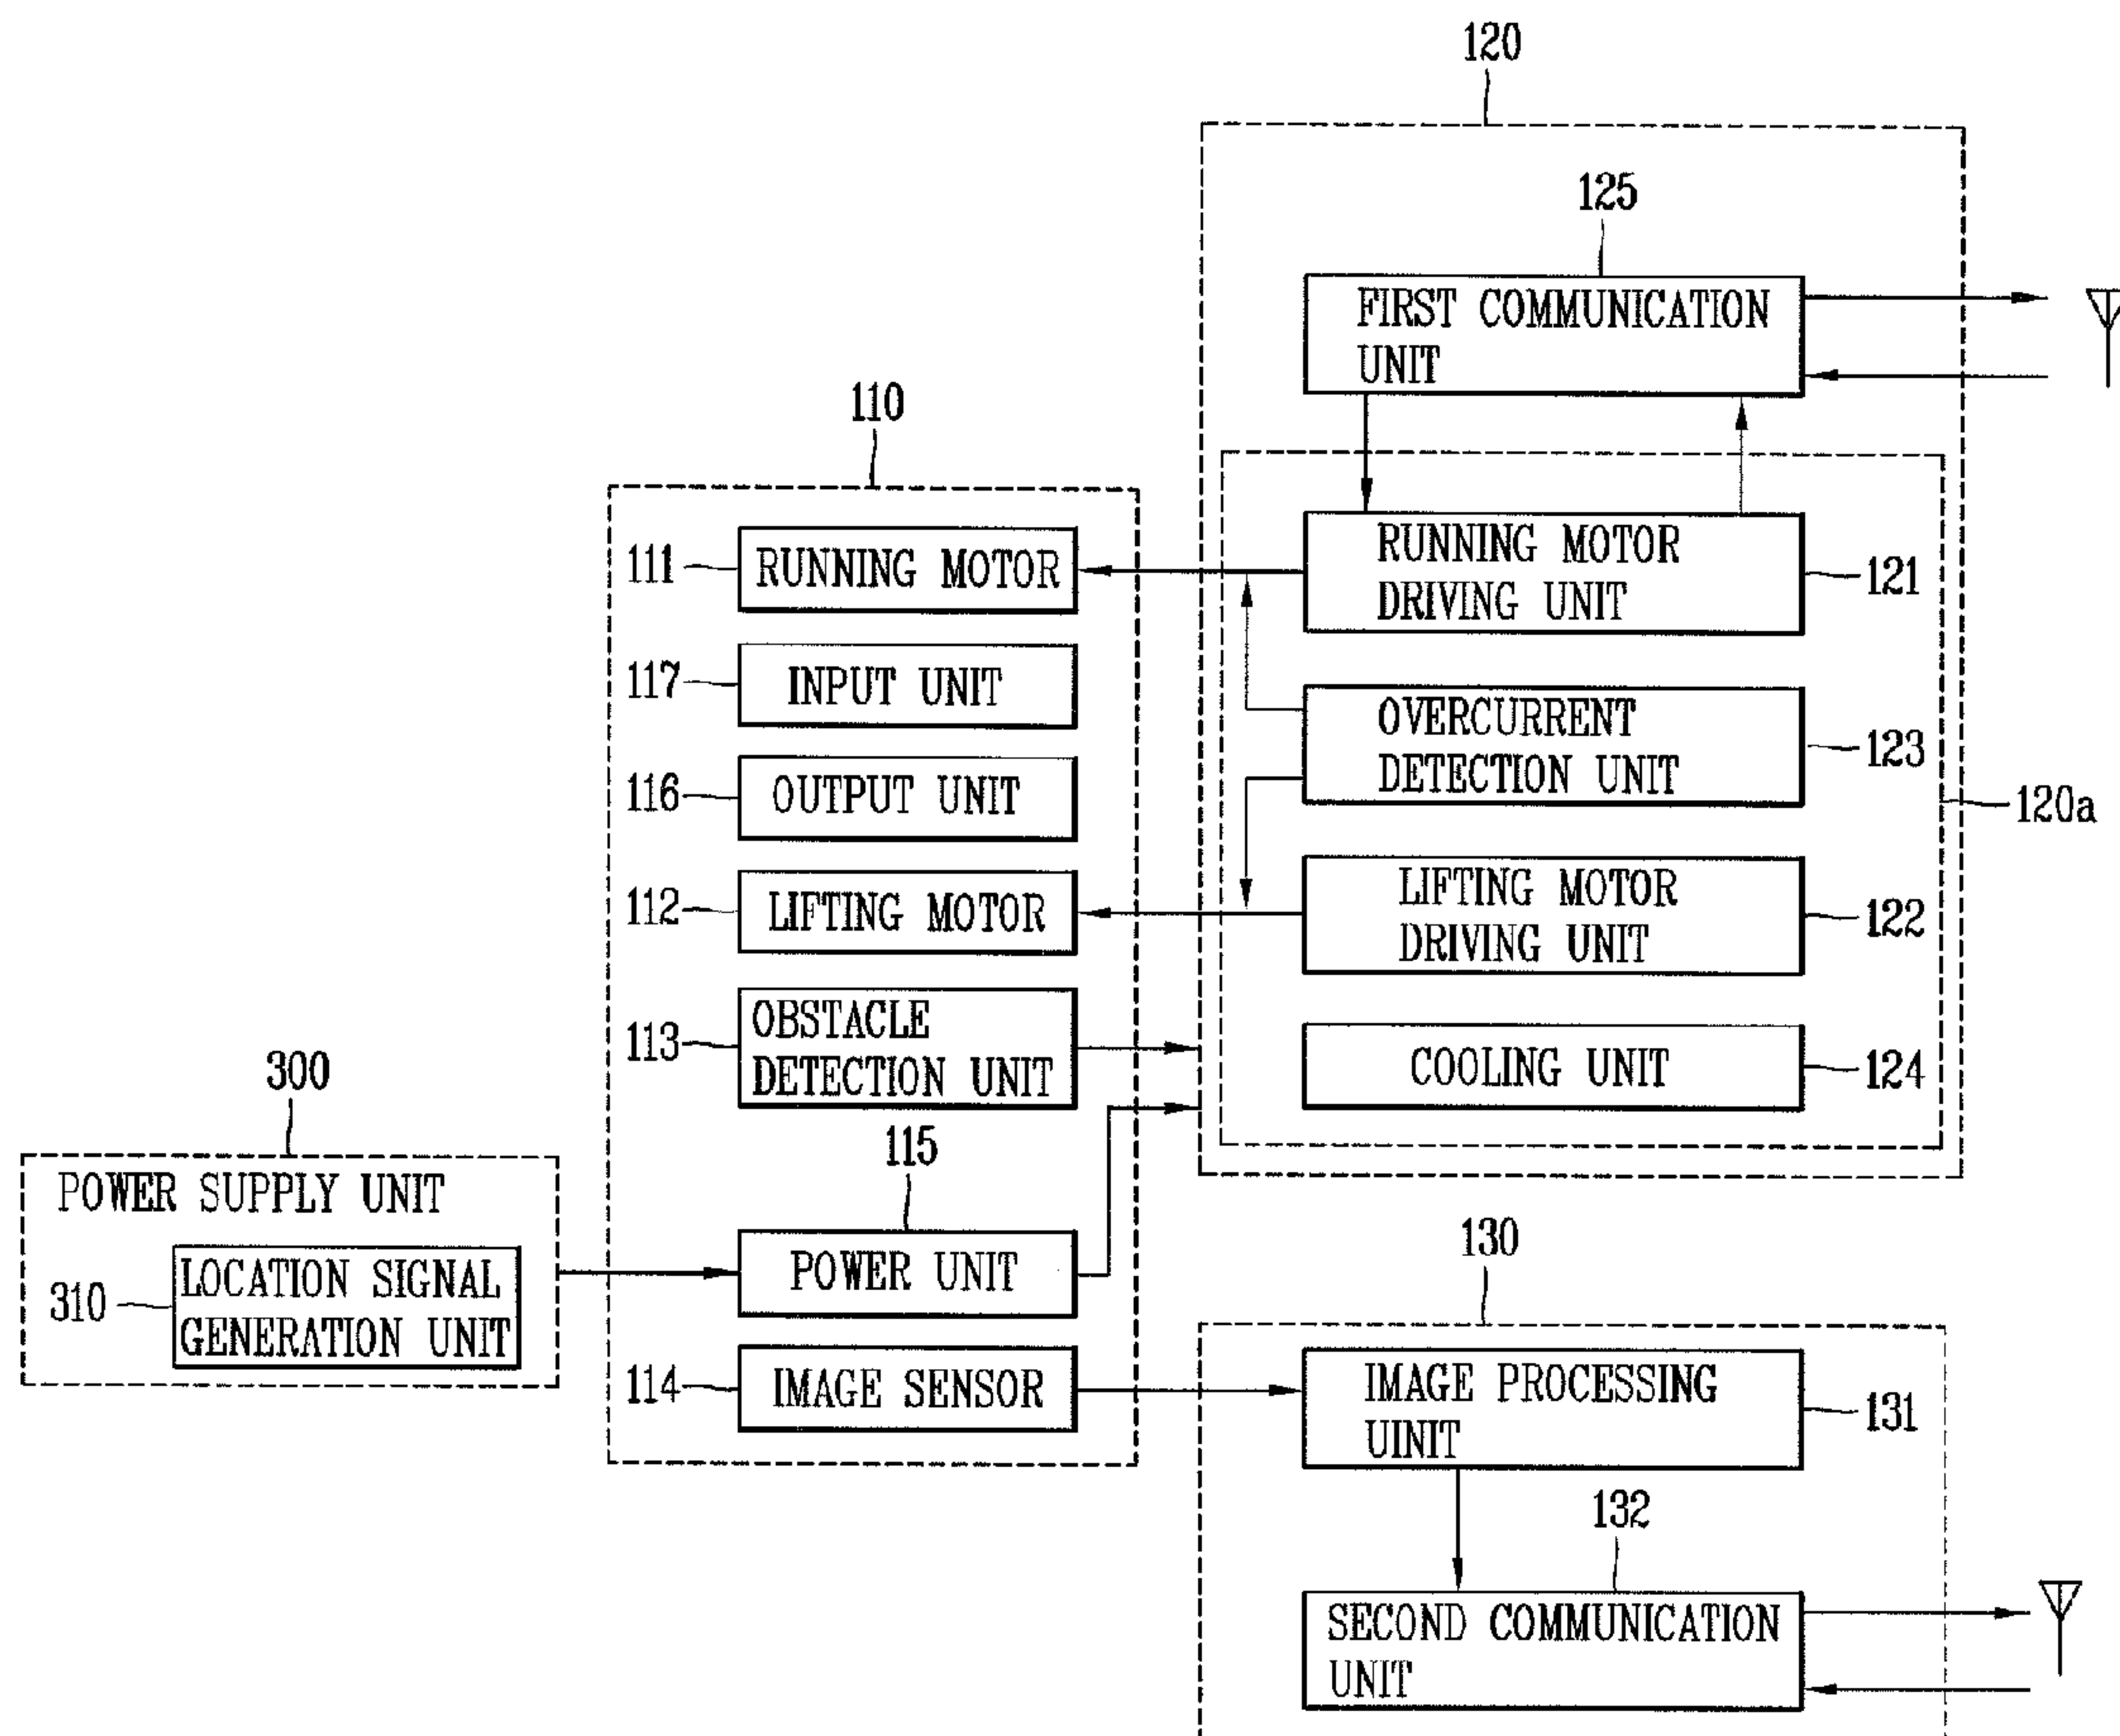 120
125
FIRST COMMUNICATION
UNIT
110
111
RUNNING MOTOR
RUNNING MOTOR
DRIVING UNIT
121
117
INPUT UNIT
OVERCURRENT
DETECTION UNIT
123
116
OUTPUT UNIT
120a
112
LIFTING MOTOR
LIFTING MOTOR
DRIVING UNIT
122
113
OBSTACLE
DETECTION UNIT
COOLING UNIT
124
300
POWER SUPPLY UNIT
310
LOCATION SIGNAL
GENERATION UNIT
115
POWER UNIT
114
IMAGE SENSOR
130
IMAGE PROCESSING
UINIT
131
132
SECOND COMMUNICATION
UNIT